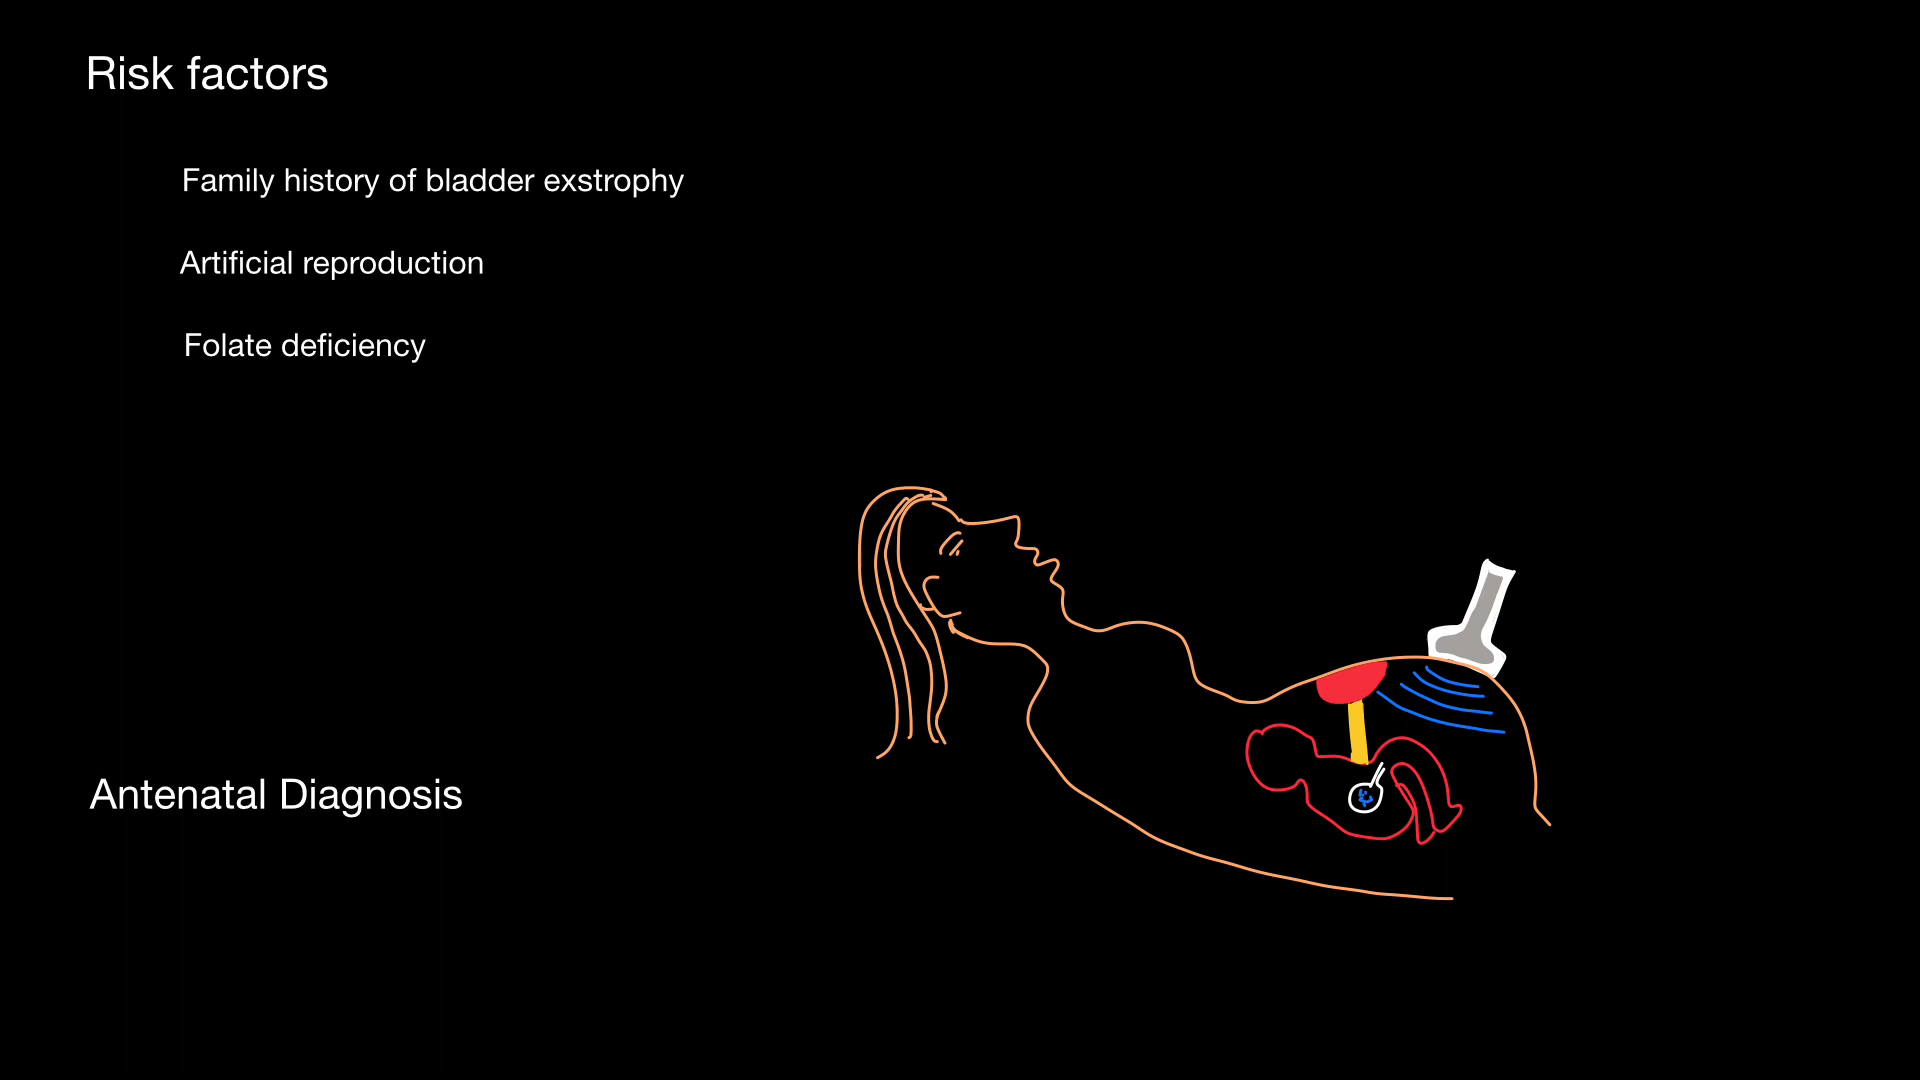 Risk factors
Family history of bladder exstrophy
Artificial reproduction
Folate deficiency
Antenatal Diagnosis